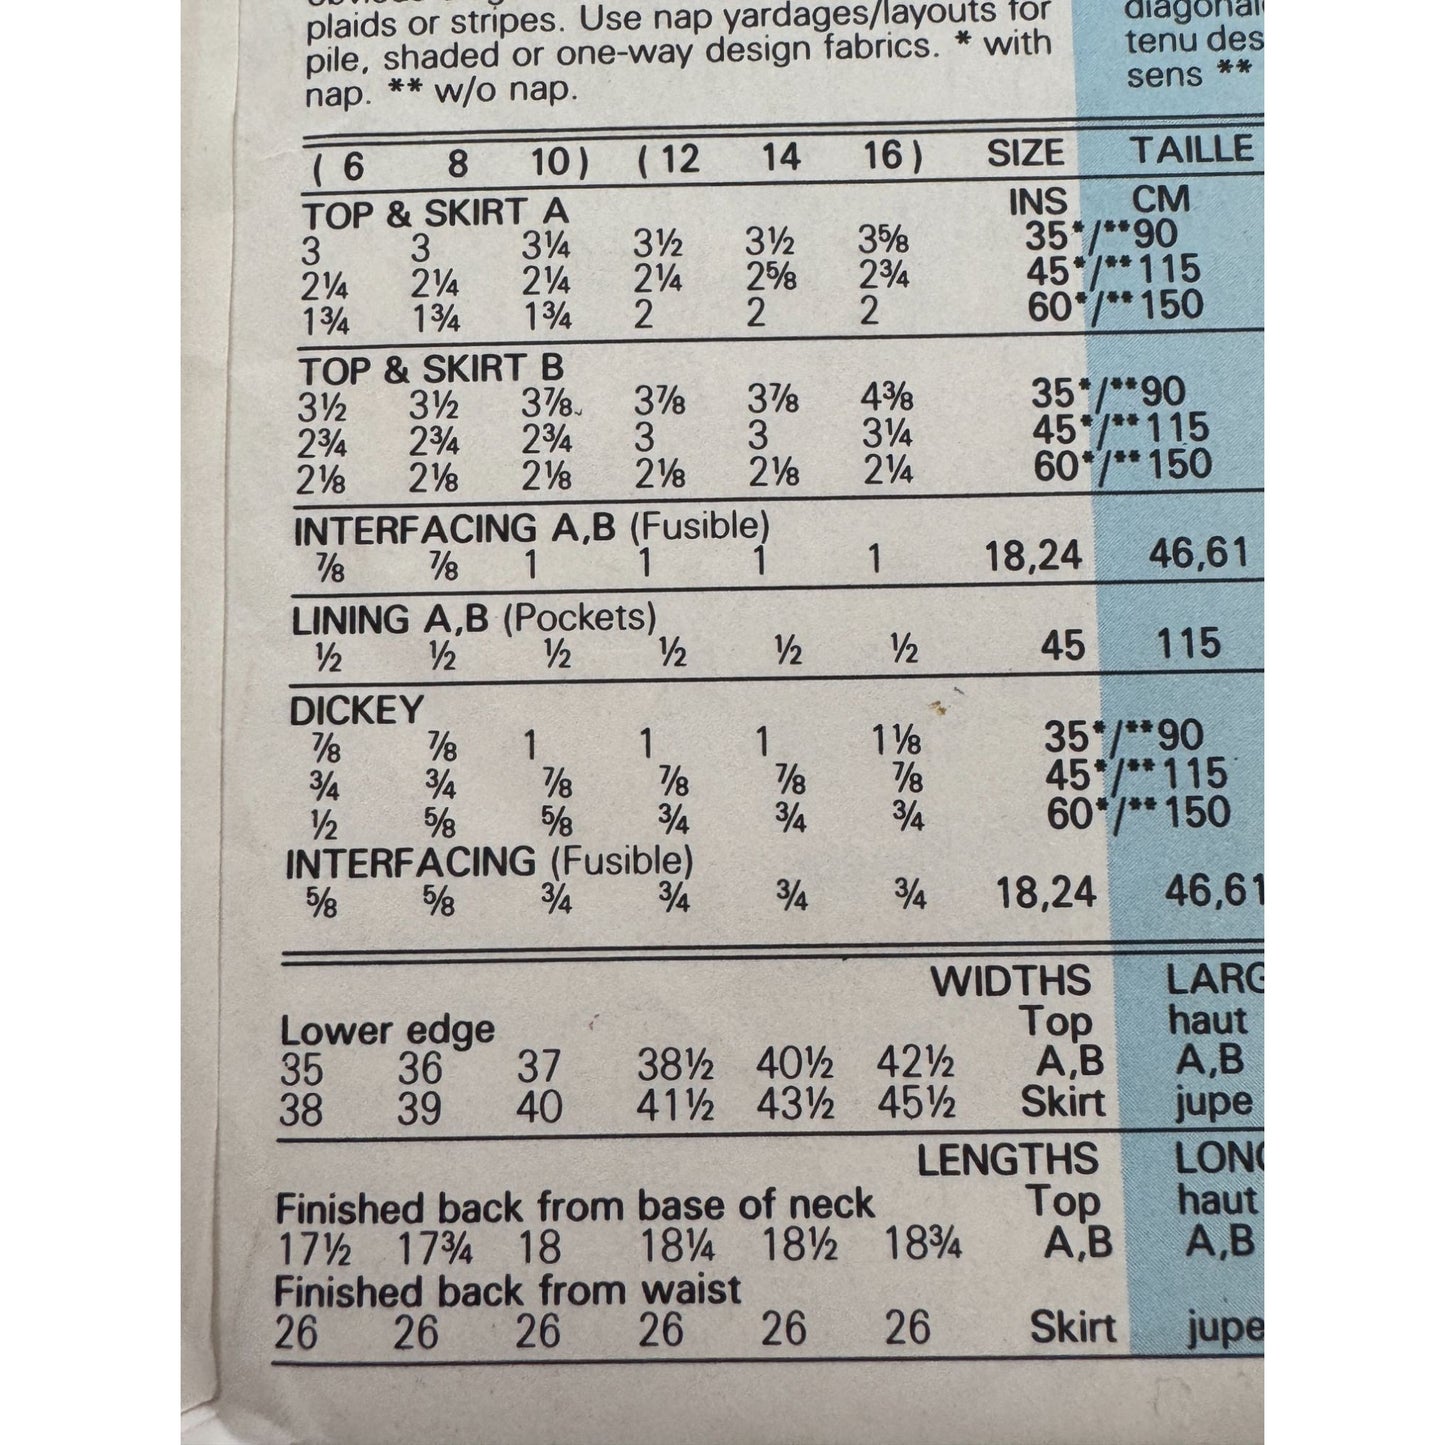 plaids or stripes. Use nap yardages/layouts for
pile, shaded or one-way design fabrics. * with
nap. ** w/o nap.
tenu des
sens **
( 6 8 10 ) ( 12 14 16 ) SIZE TAILLE
TOP & SKIRT A INS CM
3 3 3¼ 3½ 3½ 3⅝ 35*/**90
2¼ 2¼ 2¼ 2¼ 2⅝ 2¾ 45*/**115
1¾ 1¾ 1¾ 2 2 2 60*/**150
TOP & SKIRT B
3½ 3½ 3⅞ 3⅞ 3⅞ 4⅜ 35*/**90
2¾ 2¾ 2¾ 3 3 3¼ 45*/**115
2⅛ 2⅛ 2⅛ 2⅛ 2⅛ 2¼ 60*/**150
INTERFACING A,B (Fusible)
⅞ ⅞ 1 1 1 1 18,24 46,61
LINING A,B (Pockets)
½ ½ ½ ½ ½ ½ 45 115
DICKEY
⅞ ⅞ 1 1 1 1⅛ 35*/**90
¾ ¾ ⅞ ⅞ ⅞ ⅞ 45*/**115
½ ⅝ ⅝ ¾ ¾ ¾ 60*/**150
INTERFACING (Fusible)
⅝ ⅝ ¾ ¾ ¾ ¾ 18,24 46,61
WIDTHS LARG
Lower edge Top haut
35 36 37 38½ 40½ 42½ A,B A,B
38 39 40 41½ 43½ 45½ Skirt jupe
LENGTHS LONG
Finished back from base of neck Top haut
17½ 17¾ 18 18¼ 18½ 18¾ A,B A,B
Finished back from waist
26 26 26 26 26 26 Skirt jupe